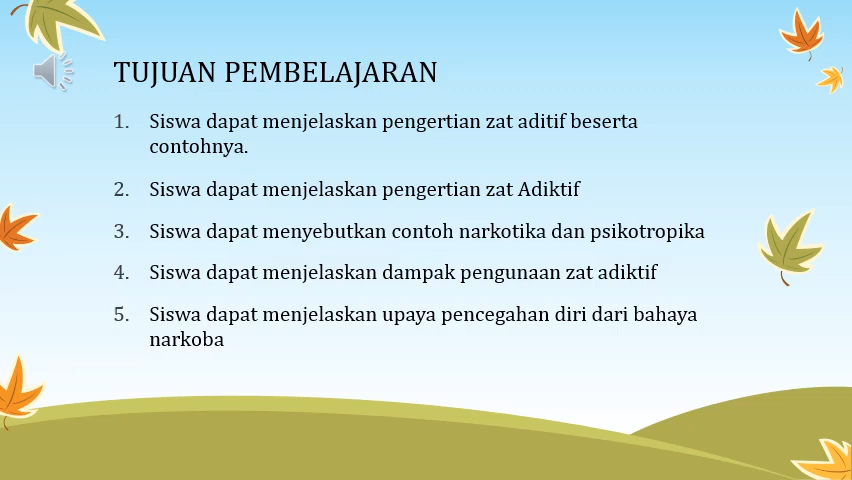 TUJUAN PEMBELAJARAN
1. Siswa dapat menjelaskan pengertian zat aditif beserta
contohnya.
2. Siswa dapat menjelaskan pengertian zat Adiktif
3. Siswa dapat menyebutkan contoh narkotika dan psikotropika
4. Siswa dapat menjelaskan dampak pengunaan zat adiktif
5. Siswa dapat menjelaskan upaya pencegahan diri dari bahaya
narkoba